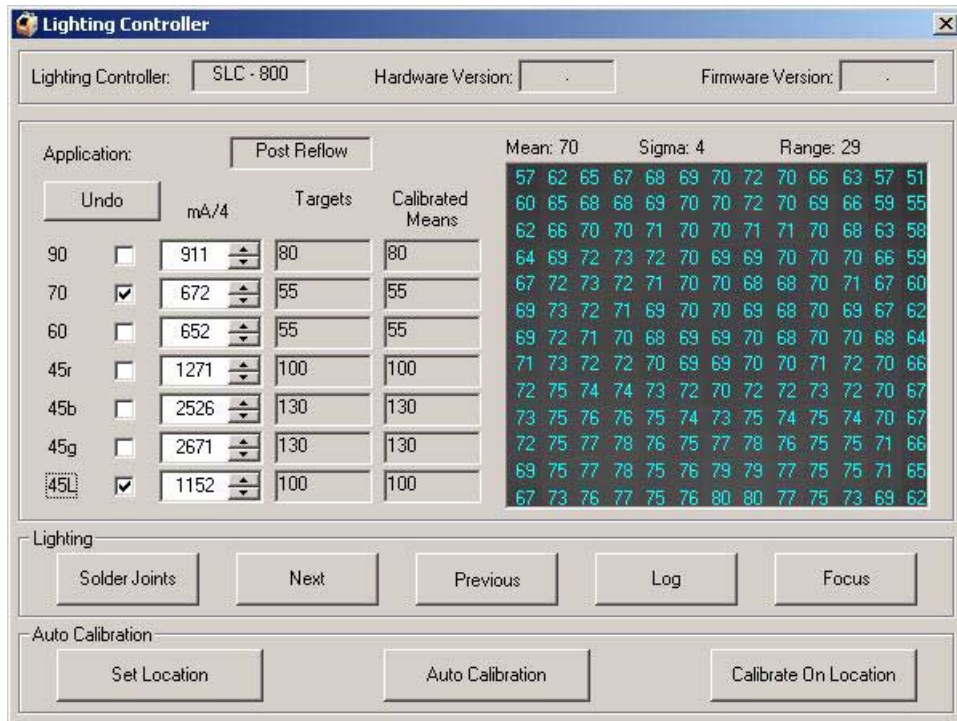 Lighting Controller
Lighting Controller: SLC - 800 Hardware Version: . Firmware Version: .
Application: Post Reflow
Undo mA/4 Targets Calibrated Means
90 911 80 80
70 672 55 55
60 652 55 55
45r 1271 100 100
45b 2526 130 130
45g 2671 130 130
45L 1152 100 100
Mean: 70 Sigma: 4 Range: 29
57 62 65 67 68 69 70 72 70 66 63 57 51
60 65 68 68 69 70 70 72 70 69 66 59 55
62 66 70 70 71 70 70 71 71 70 68 63 58
64 69 72 73 72 70 69 69 70 70 70 66 59
67 72 73 72 71 70 70 68 68 70 71 67 60
69 73 72 71 69 70 70 69 68 70 69 67 62
69 72 71 70 68 69 69 70 68 70 70 68 64
71 73 72 72 70 69 69 70 70 71 72 70 66
72 75 74 74 73 72 70 72 72 73 72 70 67
73 75 76 76 75 74 73 75 74 75 74 70 67
72 75 77 78 76 75 77 78 76 75 75 71 66
69 75 77 78 75 76 79 79 77 75 75 71 65
67 73 76 77 75 76 80 80 77 75 73 69 62
Lighting
Solder Joints Next Previous Log Focus
Auto Calibration
Set Location Auto Calibration Calibrate On Location